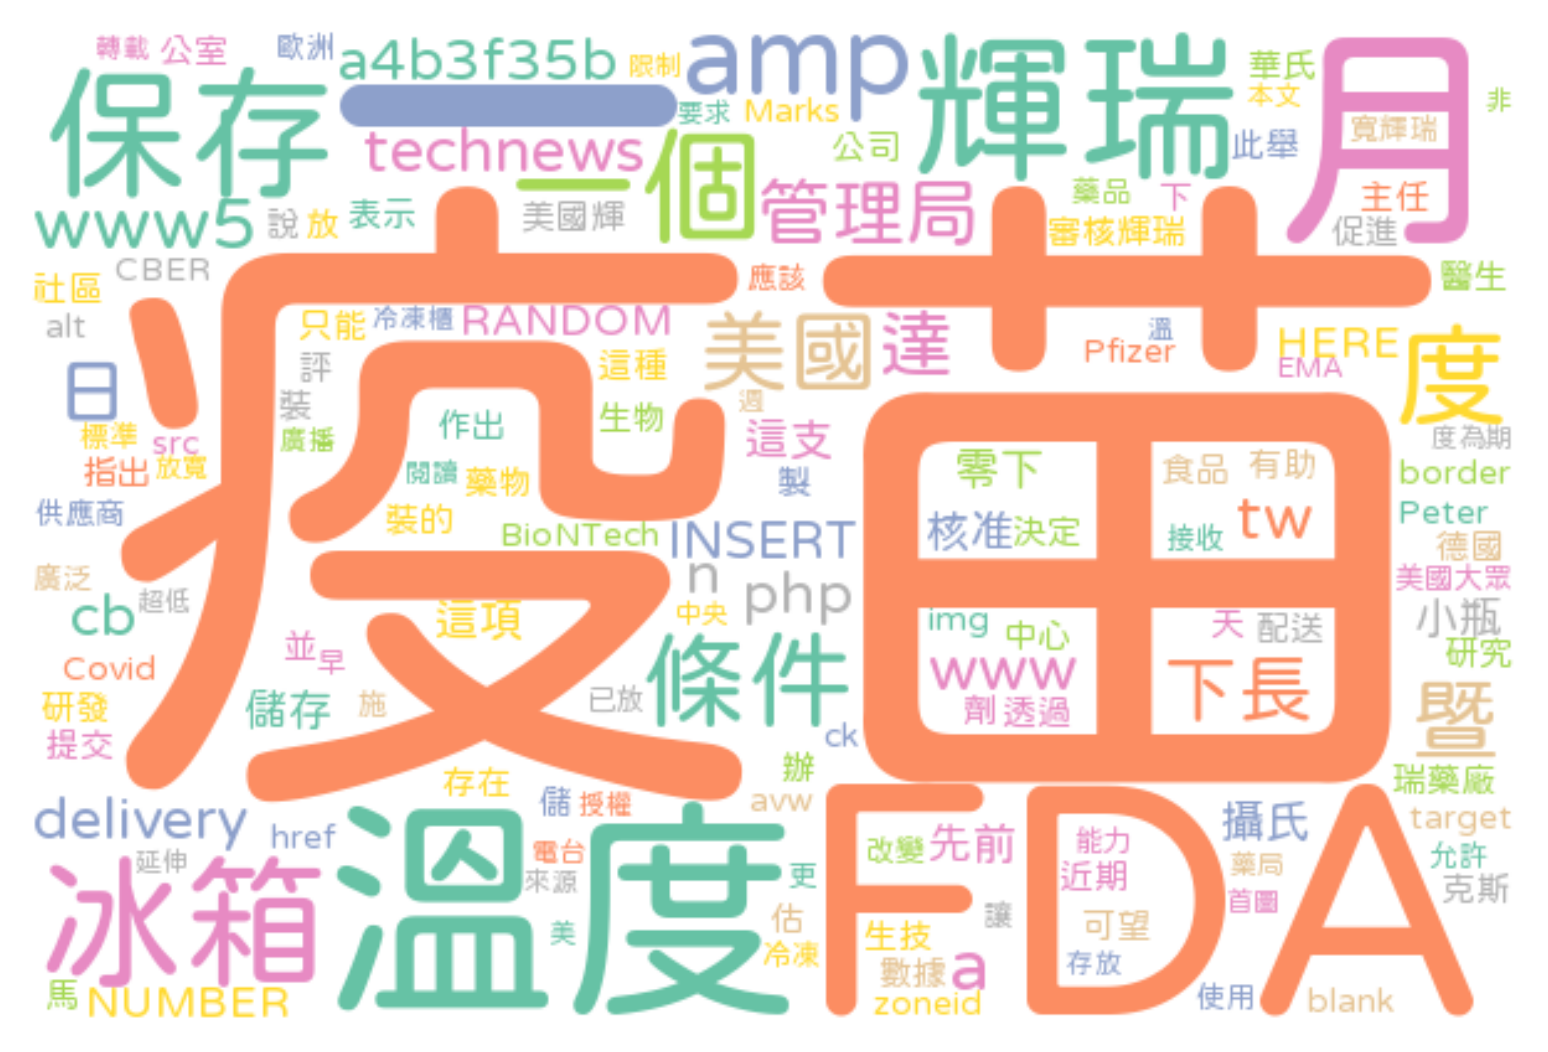 轉載 公室 歐洲 a4b3f35b 限制 amp 輝瑞 華氏 月
保存 一 要求 Marks 本文 非
technews 一個 公司 此舉 寬輝瑞
www5 說 放 表示 美國輝 管理局 藥品 下 主任
審核輝瑞 促進
社區 CBER 疫苗 應該 醫生
alt 只能 冷凍櫃 RANDOM 美國 達 溫 Pfizer HERE 度
日 評 這種 EMA
裝 週
標準 src 廣播 作出 生物 這支 度為期
指出 放寬 閱讀 藥物 製 零下 食品 有助 border
供應商 裝的 BioNTech INSERT 核准 決定 接收 tw Peter
德國
廣泛 超低 n php 美國大眾
cb 這項 中央 img 中心 天 配送 小瓶
並 早 條件 www 研究
Covid 下長
研發 儲存 施 已放 劑 透過 暨
提交 ck
存在 辦 瑞藥廠
delivery href 儲 授權 avw FDA 攝氏 target
冰箱 延伸 溫度 電台 改變 先前 能力 允許
來源 更 近期 藥局 克斯
美 估 讓 可望 首圖
生技
冷凍 數據 a 存放
馬 NUMBER zoneid 使用 blank